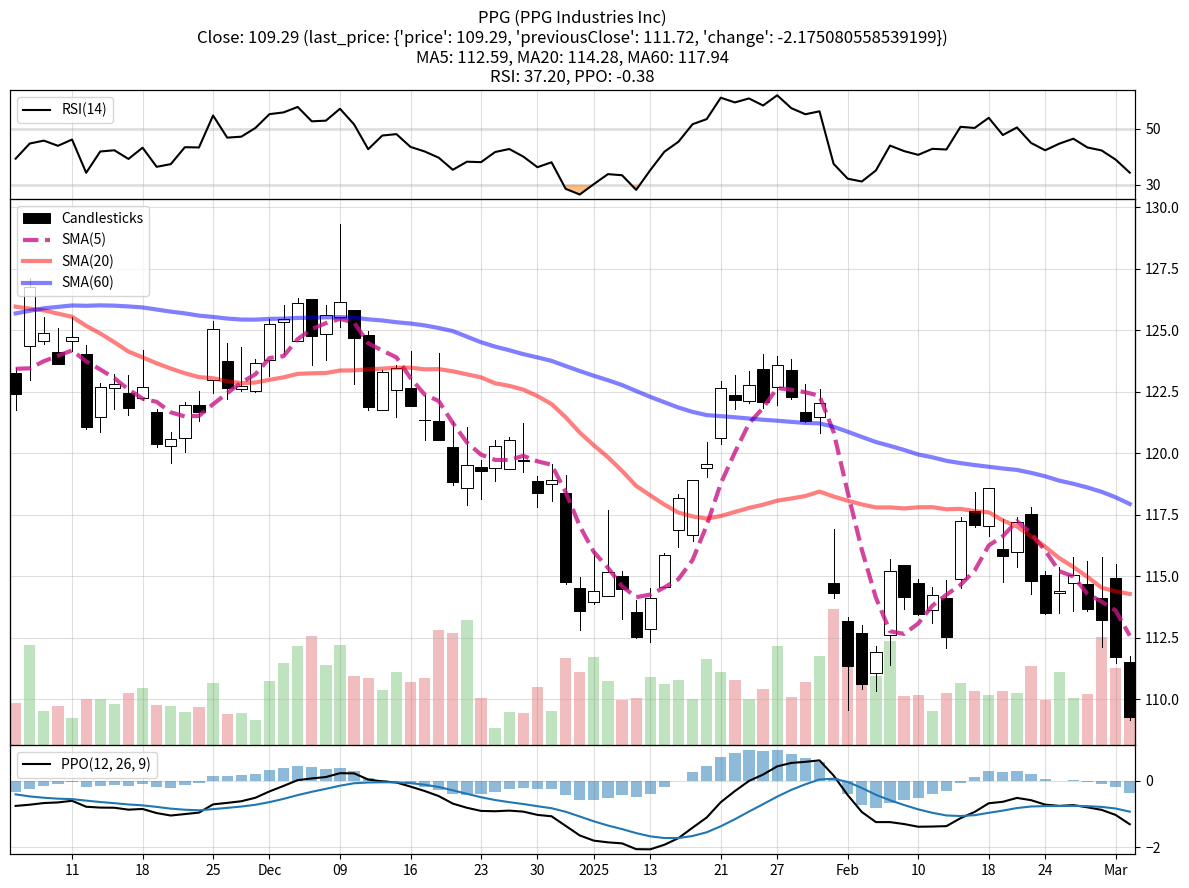 PPG (PPG Industries Inc)
Close: 109.29 (last_price: {'price': 109.29, 'previousClose': 111.72, 'change': -2.175080558539199})
MA5: 112.59, MA20: 114.28, MA60: 117.94
RSI: 37.20, PPO: -0.38
RSI(14)
50
30
Candlesticks
SMA(5)
SMA(20)
SMA(60)
130.0
127.5
125.0
122.5
120.0
117.5
115.0
112.5
110.0
PPO(12, 26, 9)
0
−2
11 18 25 Dec 09 16 23 30 2025 13 21 27 Feb 10 18 24 Mar